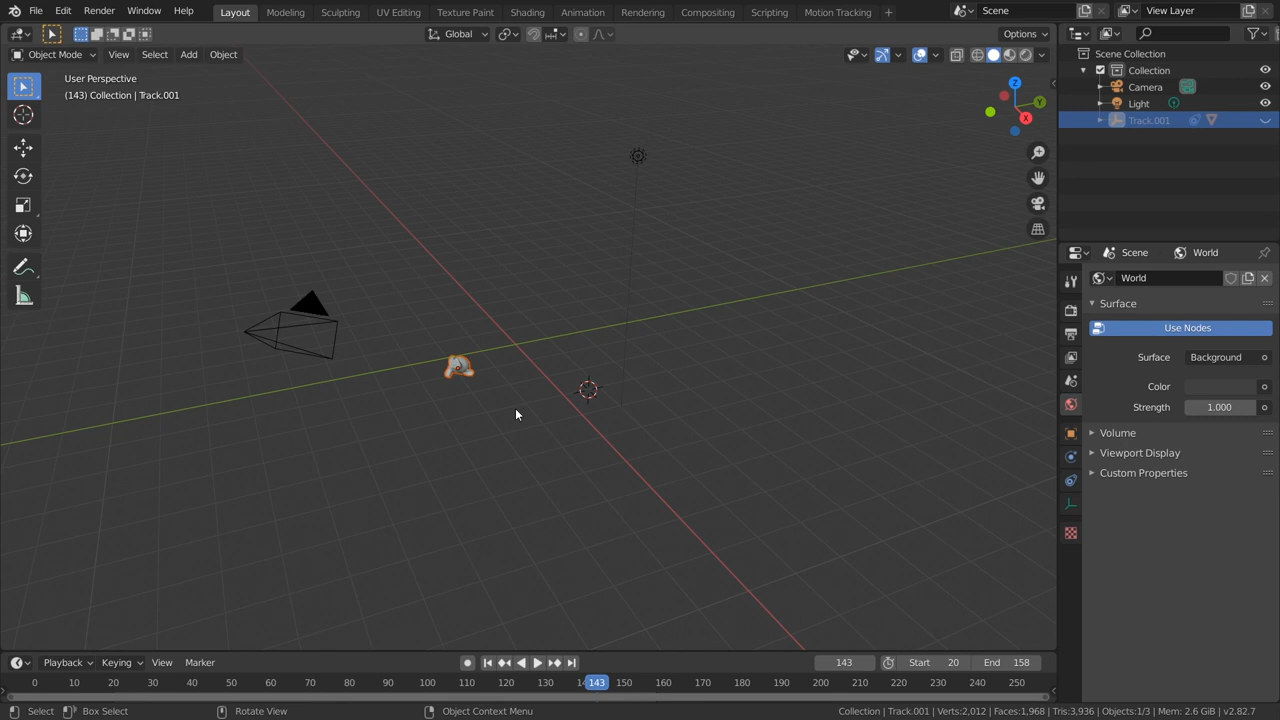 File Edit Render Window Help Layout Modeling Sculpting UV Editing Texture Paint Shading Animation Rendering Compositing Scripting Motion Tracking + Scene View Layer
Global Options
Object Mode View Select Add Object
User Perspective
(143) Collection | Track.001
Z
Y
X
Scene Collection
Collection
Camera
Light
Track.001
Scene World
World
Surface
Use Nodes
Surface Background
Color
Strength 1.000
Volume
Viewport Display
Custom Properties
Playback Keying View Marker 143 Start 20 End 158
0 10 20 30 40 50 60 70 80 90 100 110 120 130 143 150 160 170 180 190 200 210 220 230 240 250
Select Box Select Rotate View Object Context Menu Collection | Track.001 | Verts:2,012 | Faces:1,968 | Tris:3,936 | Objects:1/3 | Mem: 2.6 GiB | v2.82.7